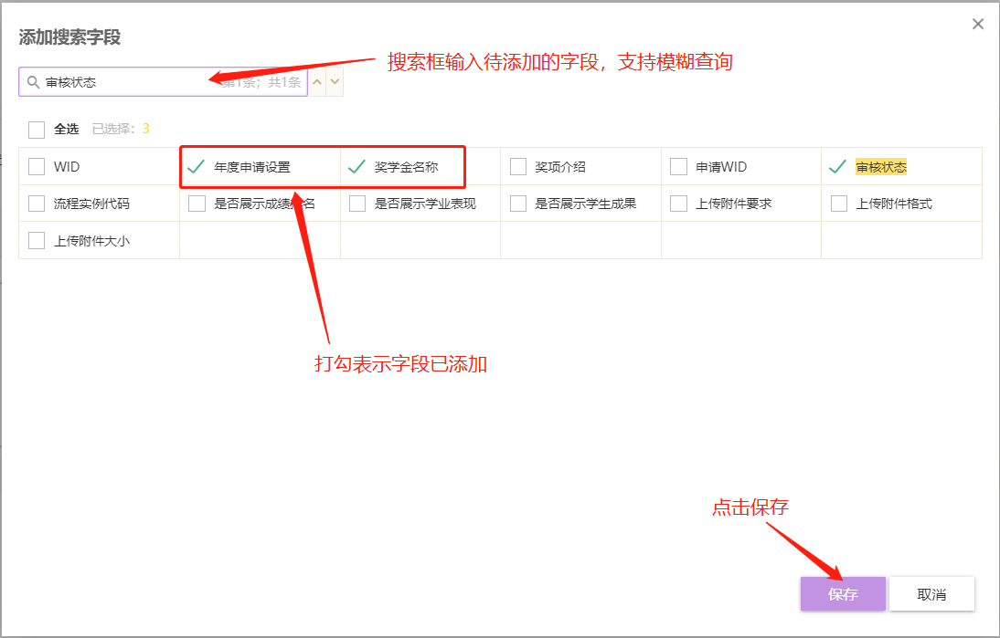 添加搜索字段
搜索框输入待添加的字段，支持模糊查询
审核状态 第1条；共1条
全选 已选择：3
WID 年度申请设置 奖学金名称 奖项介绍 申请WID 审核状态
流程实例代码 是否展示成绩排名 是否展示学业表现 是否展示学生成果 上传附件要求 上传附件格式
上传附件大小
打勾表示字段已添加
点击保存
保存 取消